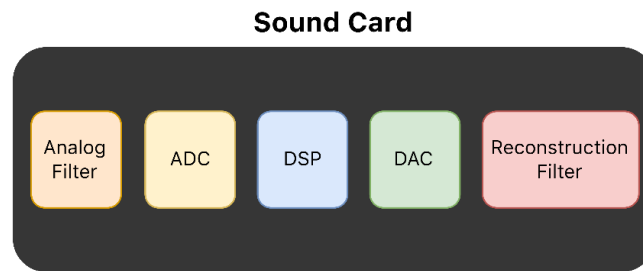 Sound Card
Analog
Filter
ADC
DSP
DAC
Reconstruction
Filter